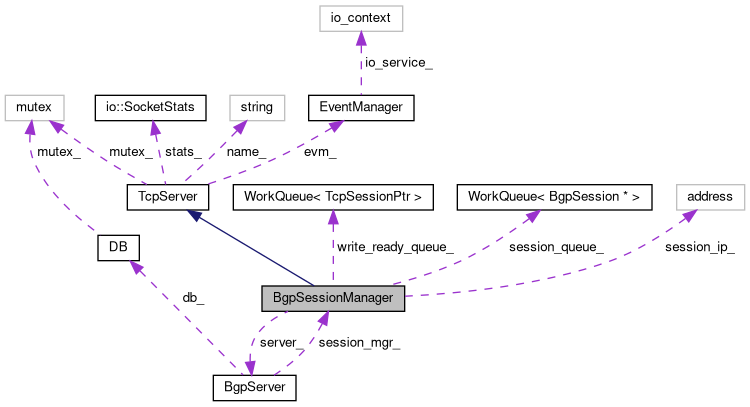 io_context
io_service_
mutex
io::SocketStats
string
EventManager
mutex_
mutex_
stats_
name_
evm_
TcpServer
WorkQueue< TcpSessionPtr >
WorkQueue< BgpSession * >
address
DB
write_ready_queue_
session_queue_
session_ip_
db_
BgpSessionManager
server_
session_mgr_
BgpServer